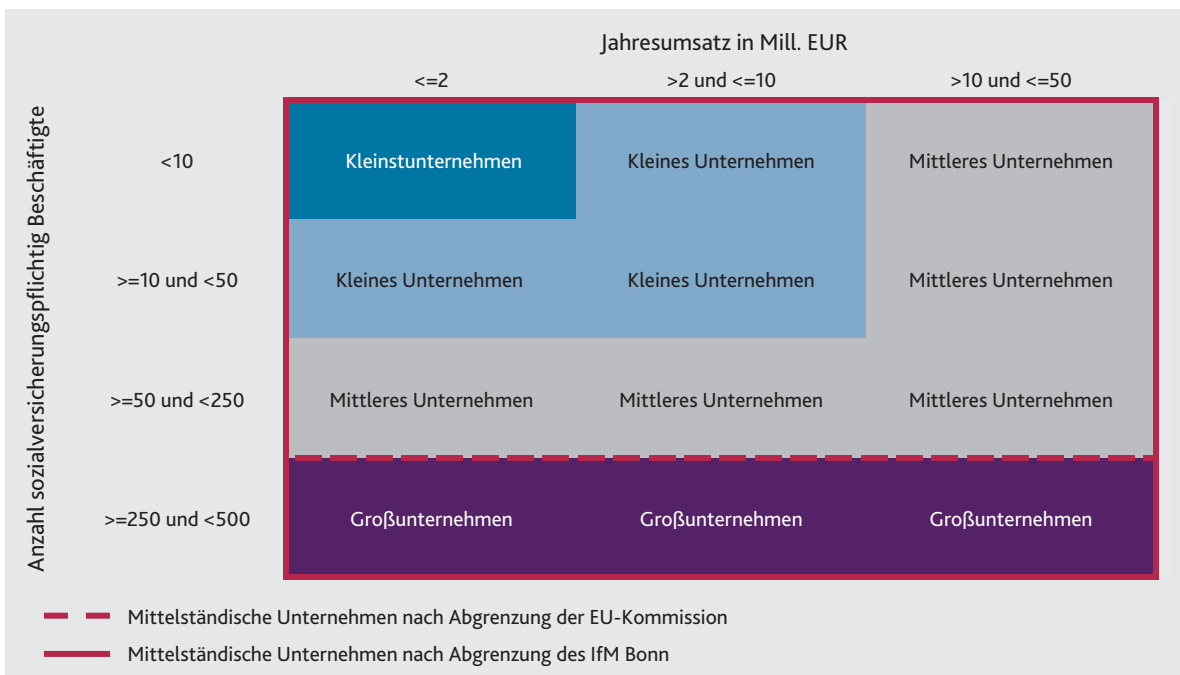 Jahresumsatz in Mill. EUR
<=2 >2 und <=10 >10 und <=50
Anzahl sozialversicherungspflichtig Beschäftigte
<10 Kleinstunternehmen Kleines Unternehmen Mittleres Unternehmen
>=10 und <50 Kleines Unternehmen Kleines Unternehmen Mittleres Unternehmen
>=50 und <250 Mittleres Unternehmen Mittleres Unternehmen Mittleres Unternehmen
>=250 und <500 Großunternehmen Großunternehmen Großunternehmen
Mittelständische Unternehmen nach Abgrenzung der EU-Kommission
Mittelständische Unternehmen nach Abgrenzung des IfM Bonn